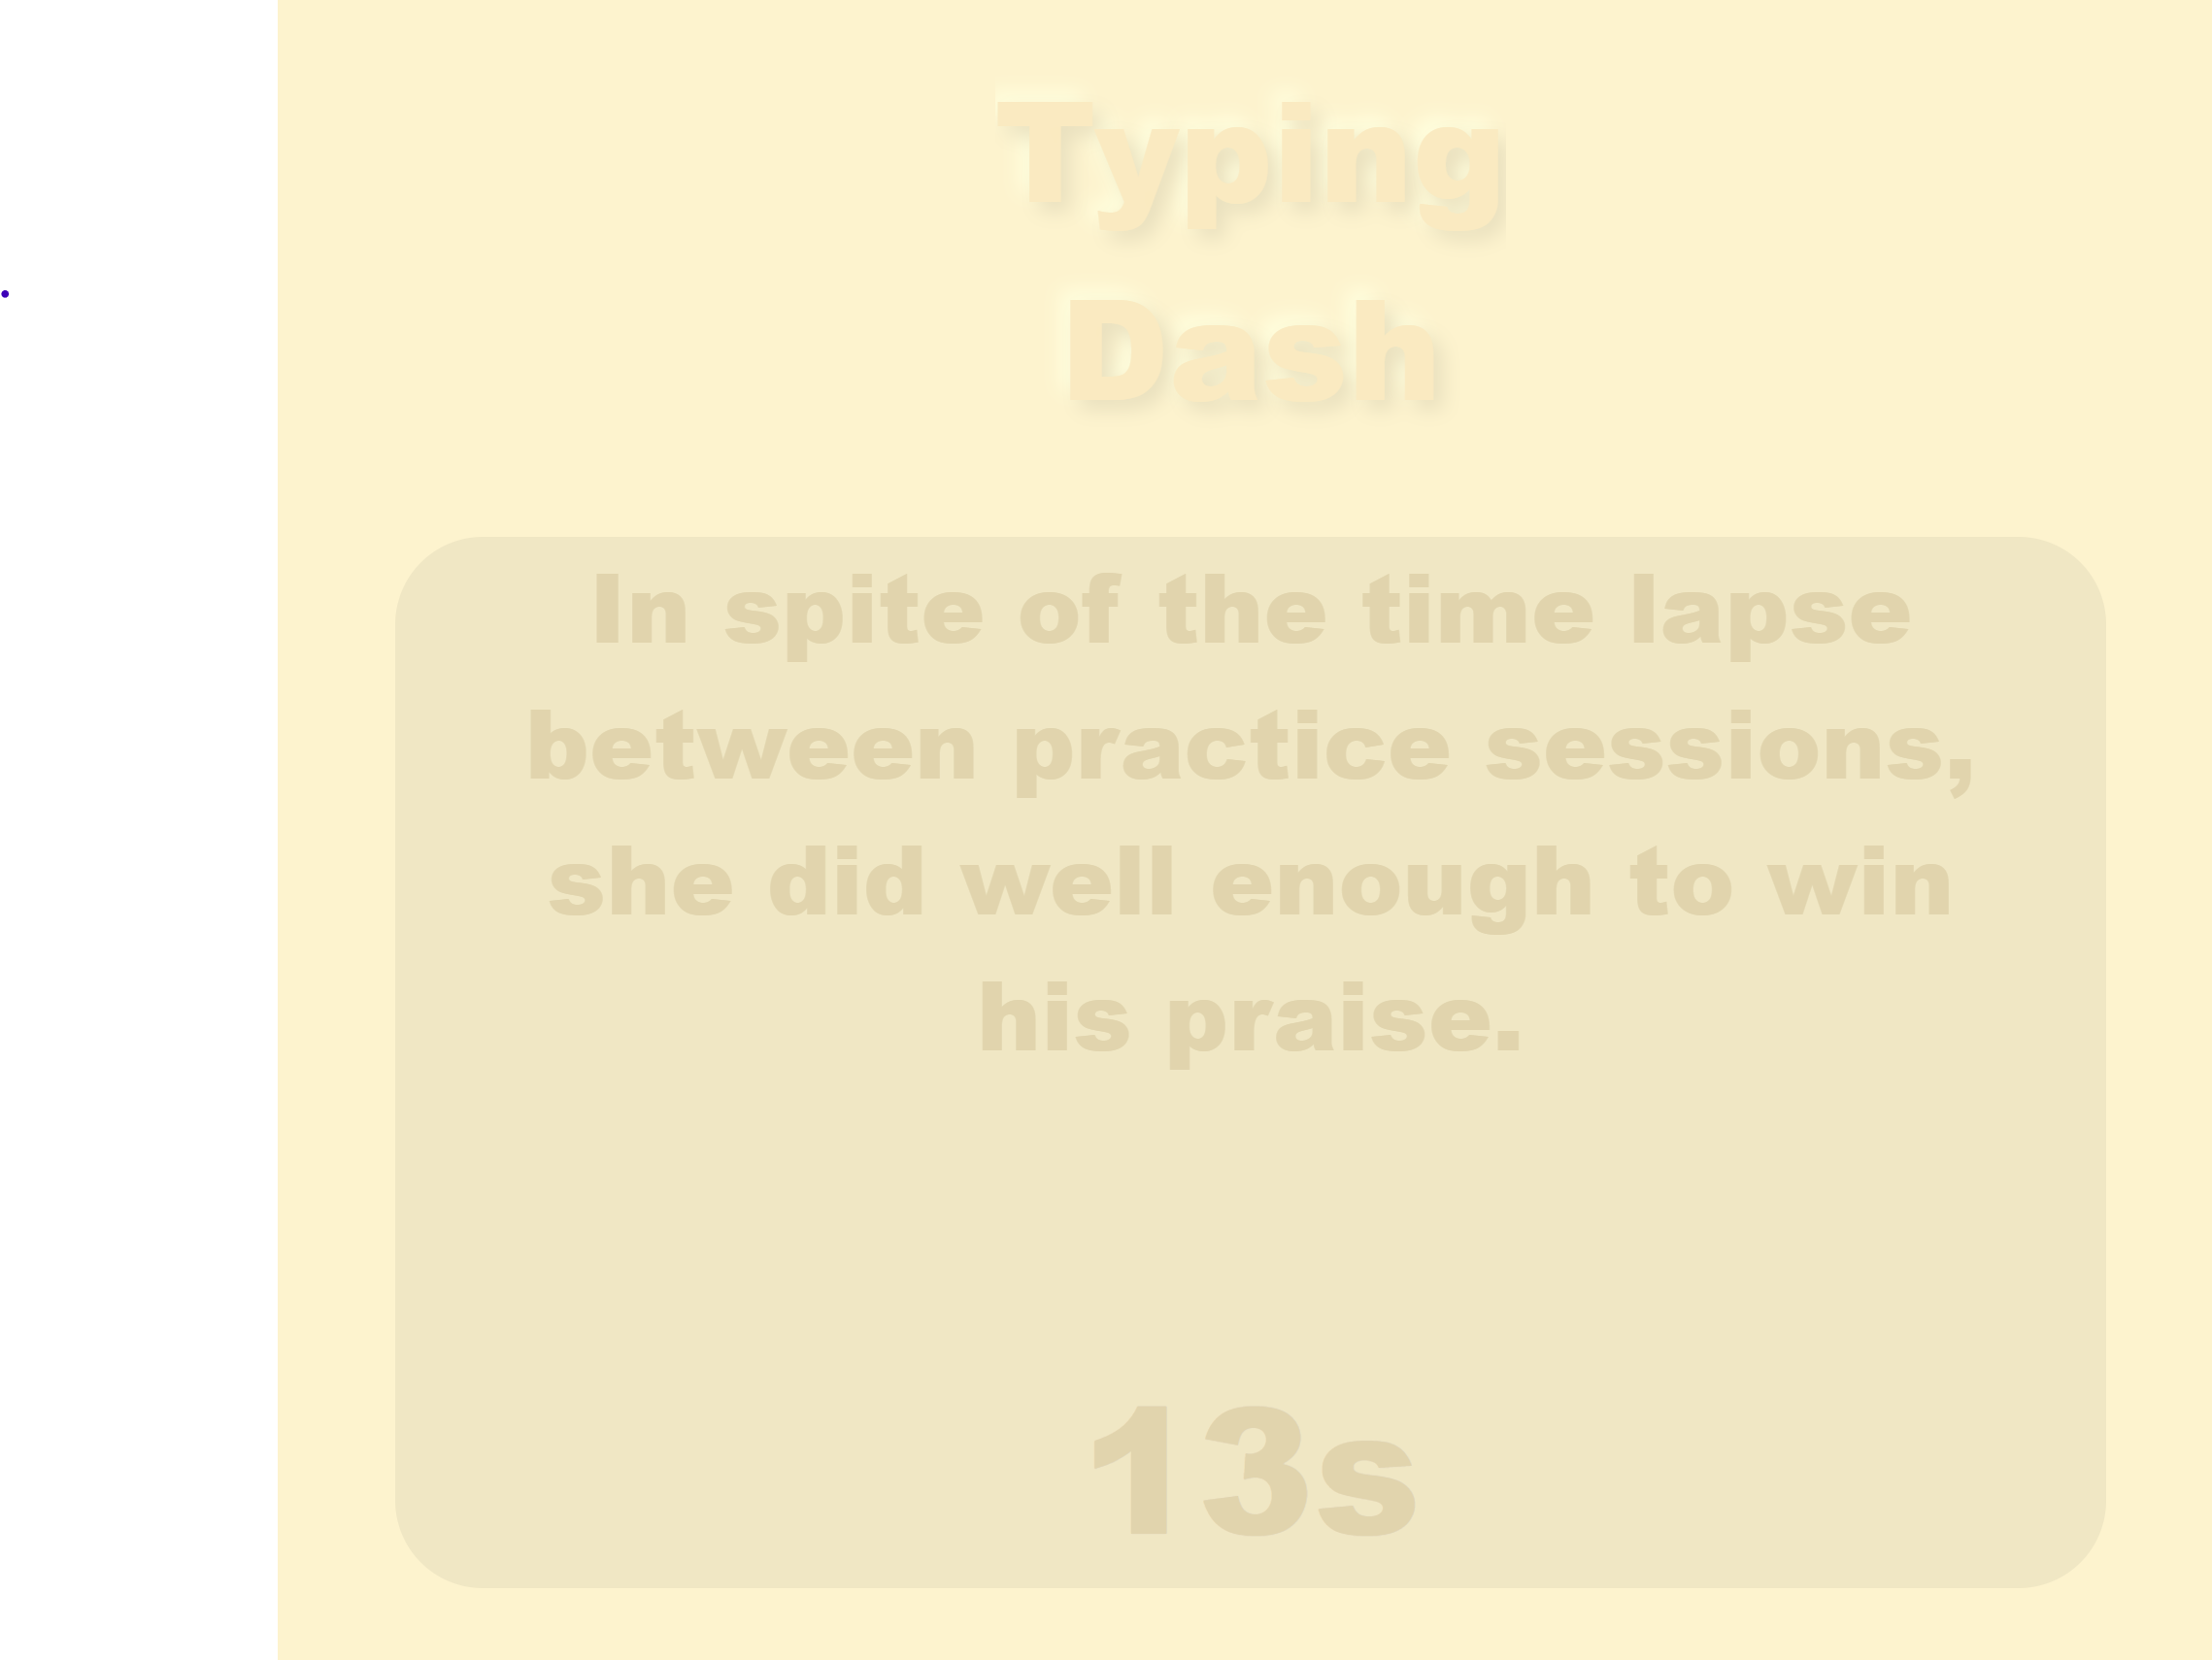 Typing
Dash
In spite of the time lapse
between practice sessions,
she did well enough to win
his praise.
13s